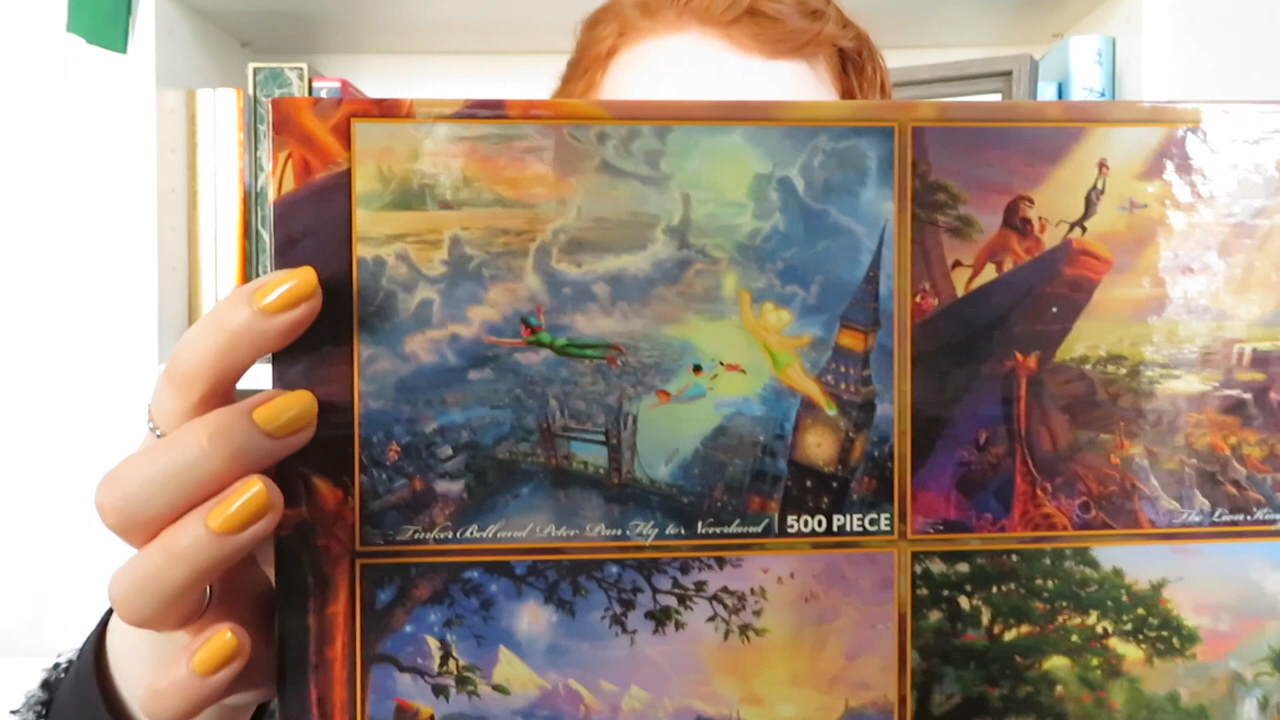 Tinker Bell and Peter Pan Fly to Neverland
500 PIECE
The Lion King